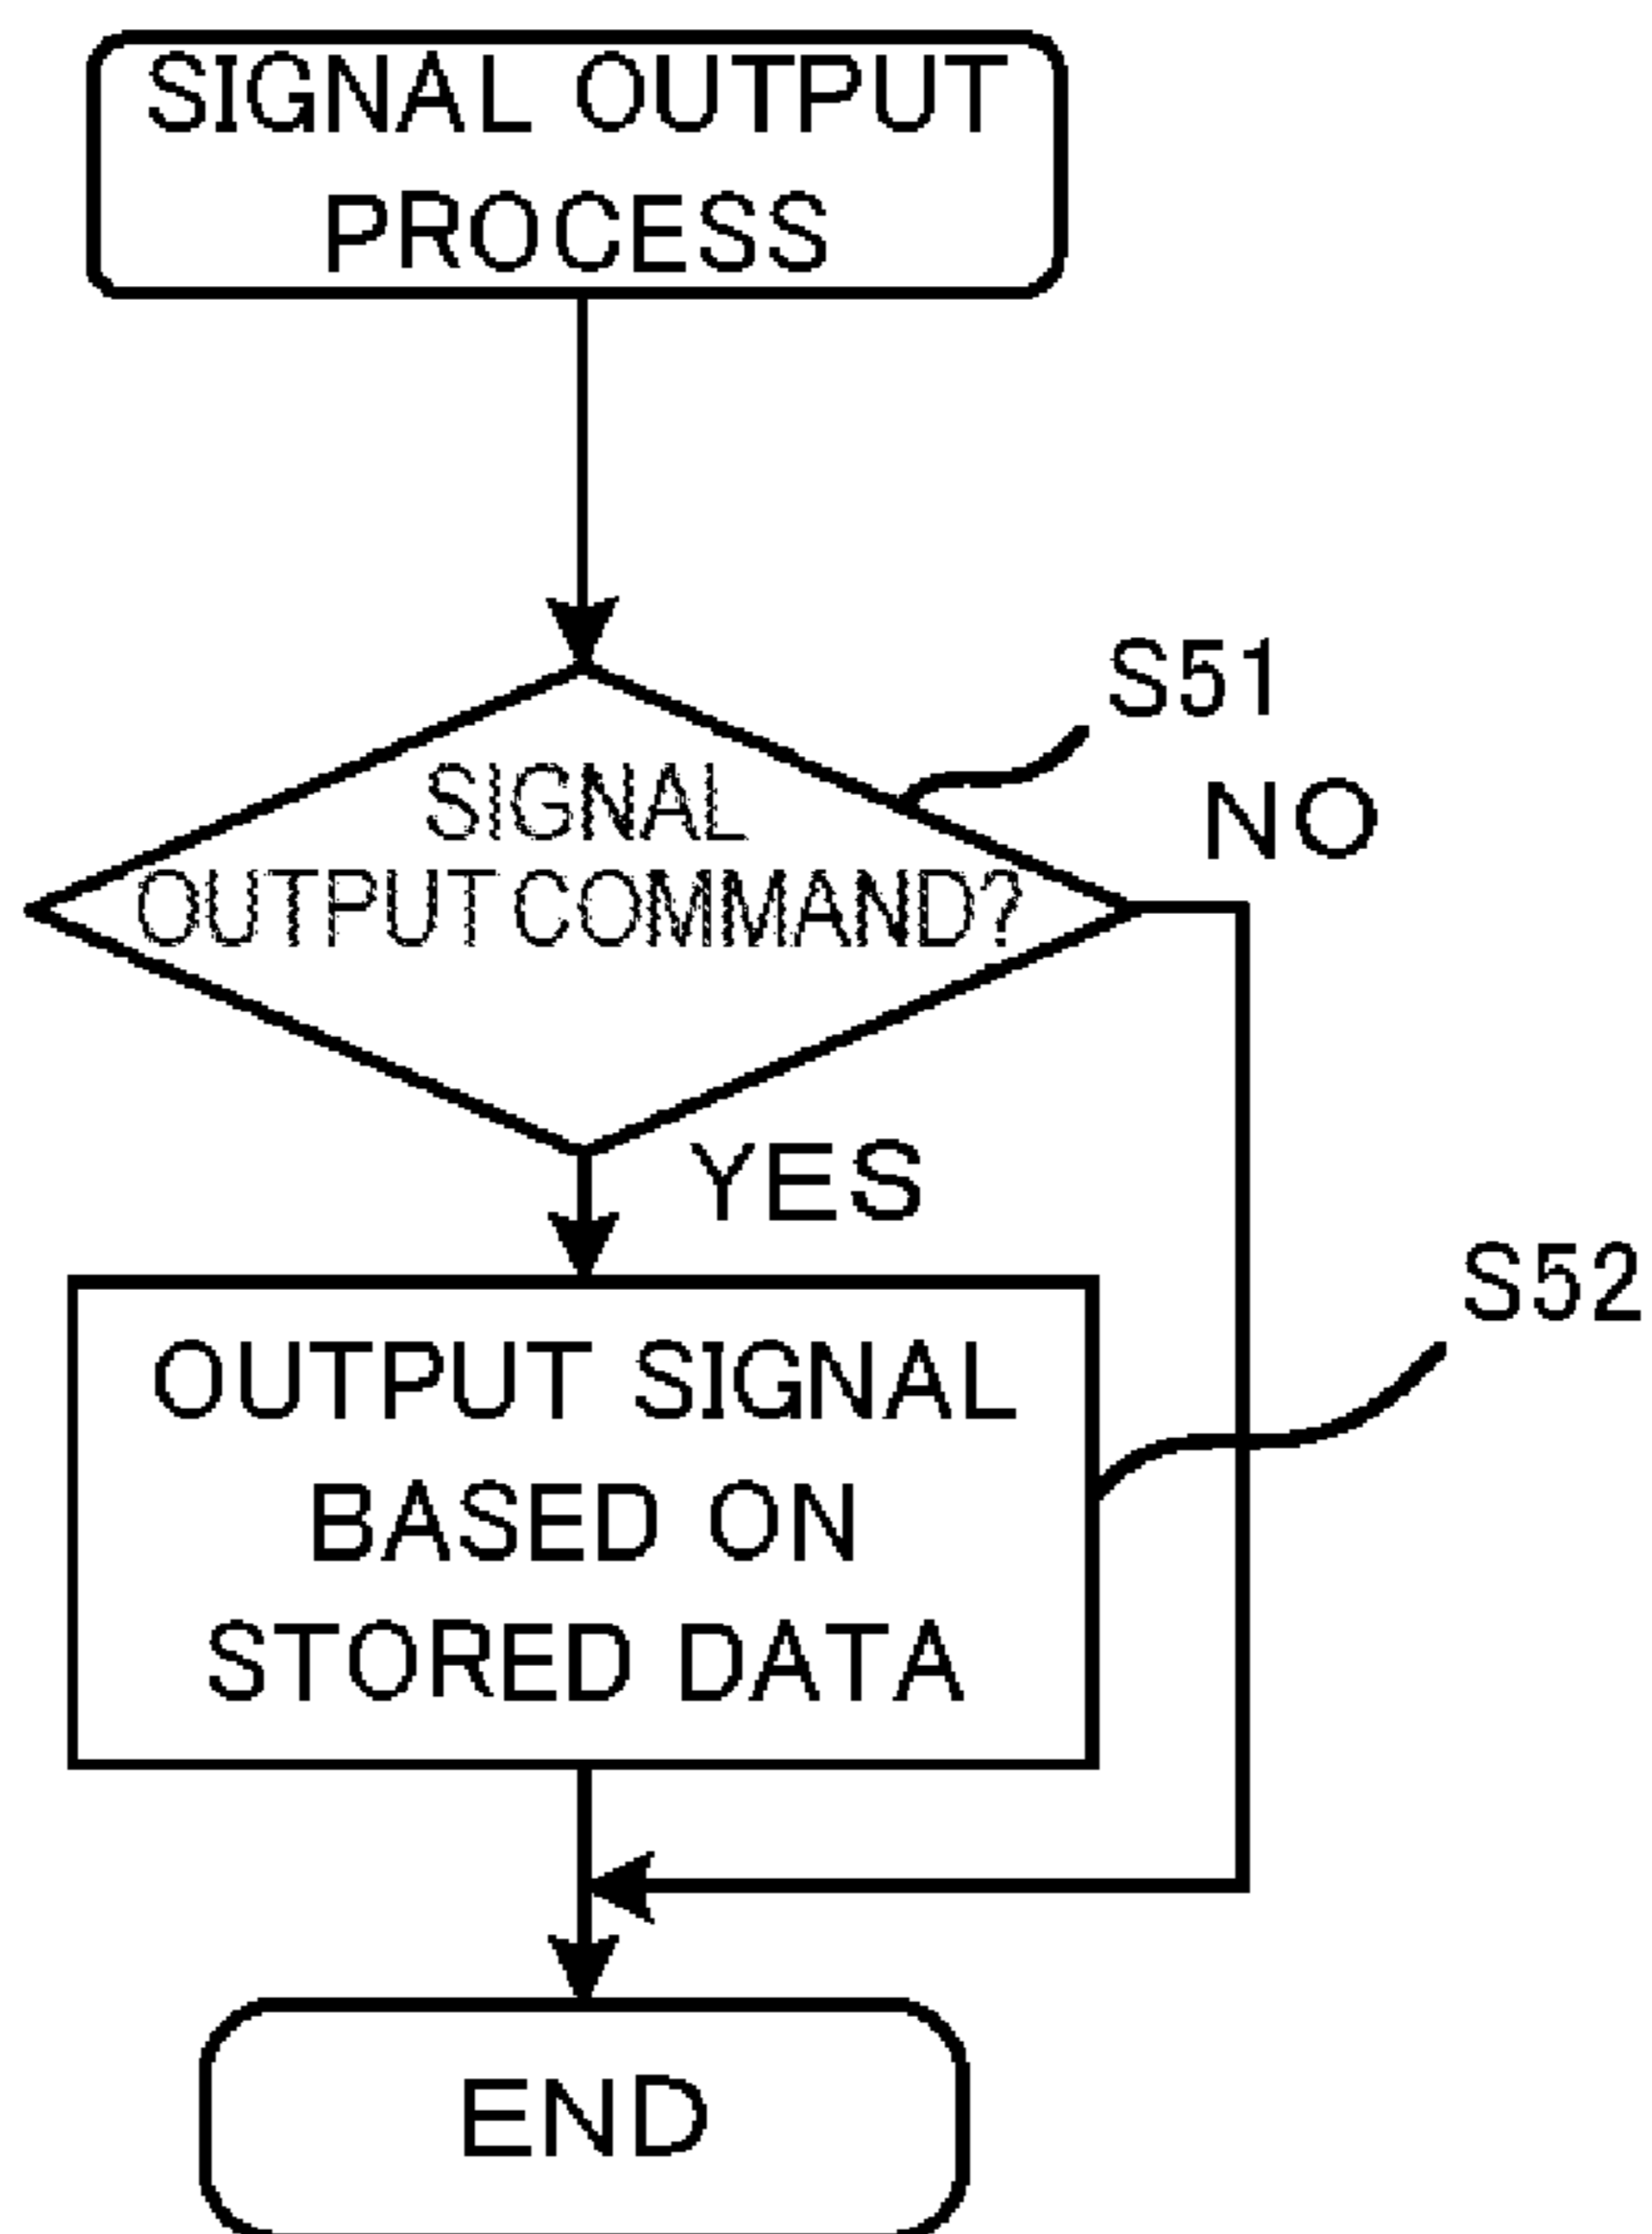 SIGNAL OUTPUT
PROCESS
S51
SIGNAL
NO
OUTPUT COMMAND?
YES
S52
OUTPUT SIGNAL
BASED ON
STORED DATA
END